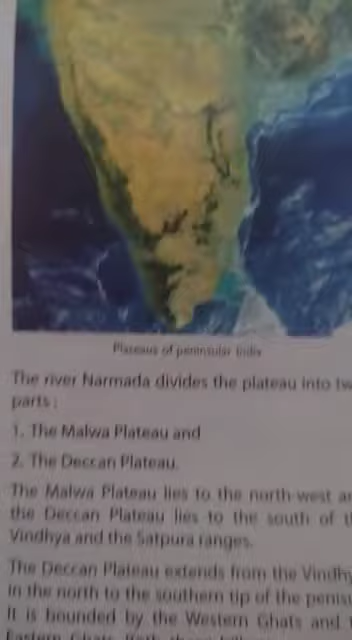 Plateaus of peninsular India
The river Narmada divides the plateau into
parts :
1. The Malwa Plateau and
2. The Deccan Plateau.
The Malwa Plateau lies to the north-west
the Deccan Plateau lies to the south of
Vindhya and the Satpura ranges.
The Deccan Plateau extends from the
in the north to the southern tip of the
It is bounded by the Western Ghats and
Eastern Ghats.